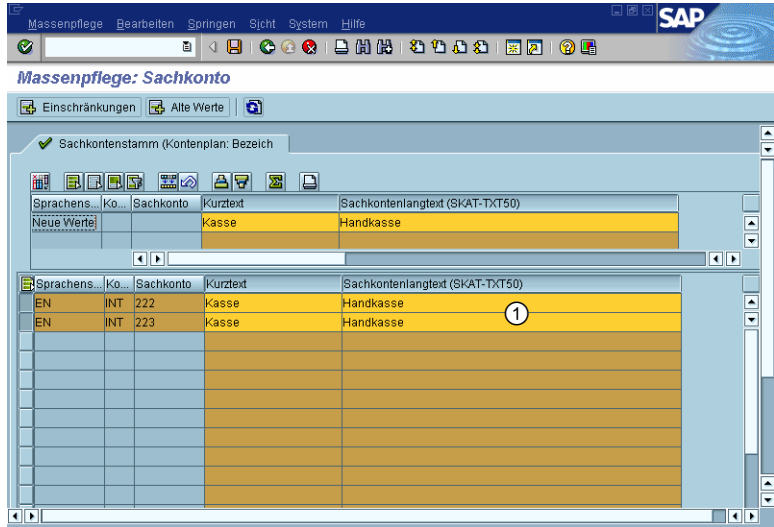 Massenpflege Bearbeiten Springen Sicht System Hilfe
SAP
Massenpflege: Sachkonto
Einschränkungen Alte Werte
Sachkontenstamm (Kontenplan: Bezeich
Sprachens... Ko... Sachkonto Kurztext Sachkontenlangtext (SKAT-TXT50)
Neue Werte Kasse Handkasse
Sprachens... Ko... Sachkonto Kurztext Sachkontenlangtext (SKAT-TXT50)
EN INT 222 Kasse Handkasse
1
EN INT 223 Kasse Handkasse